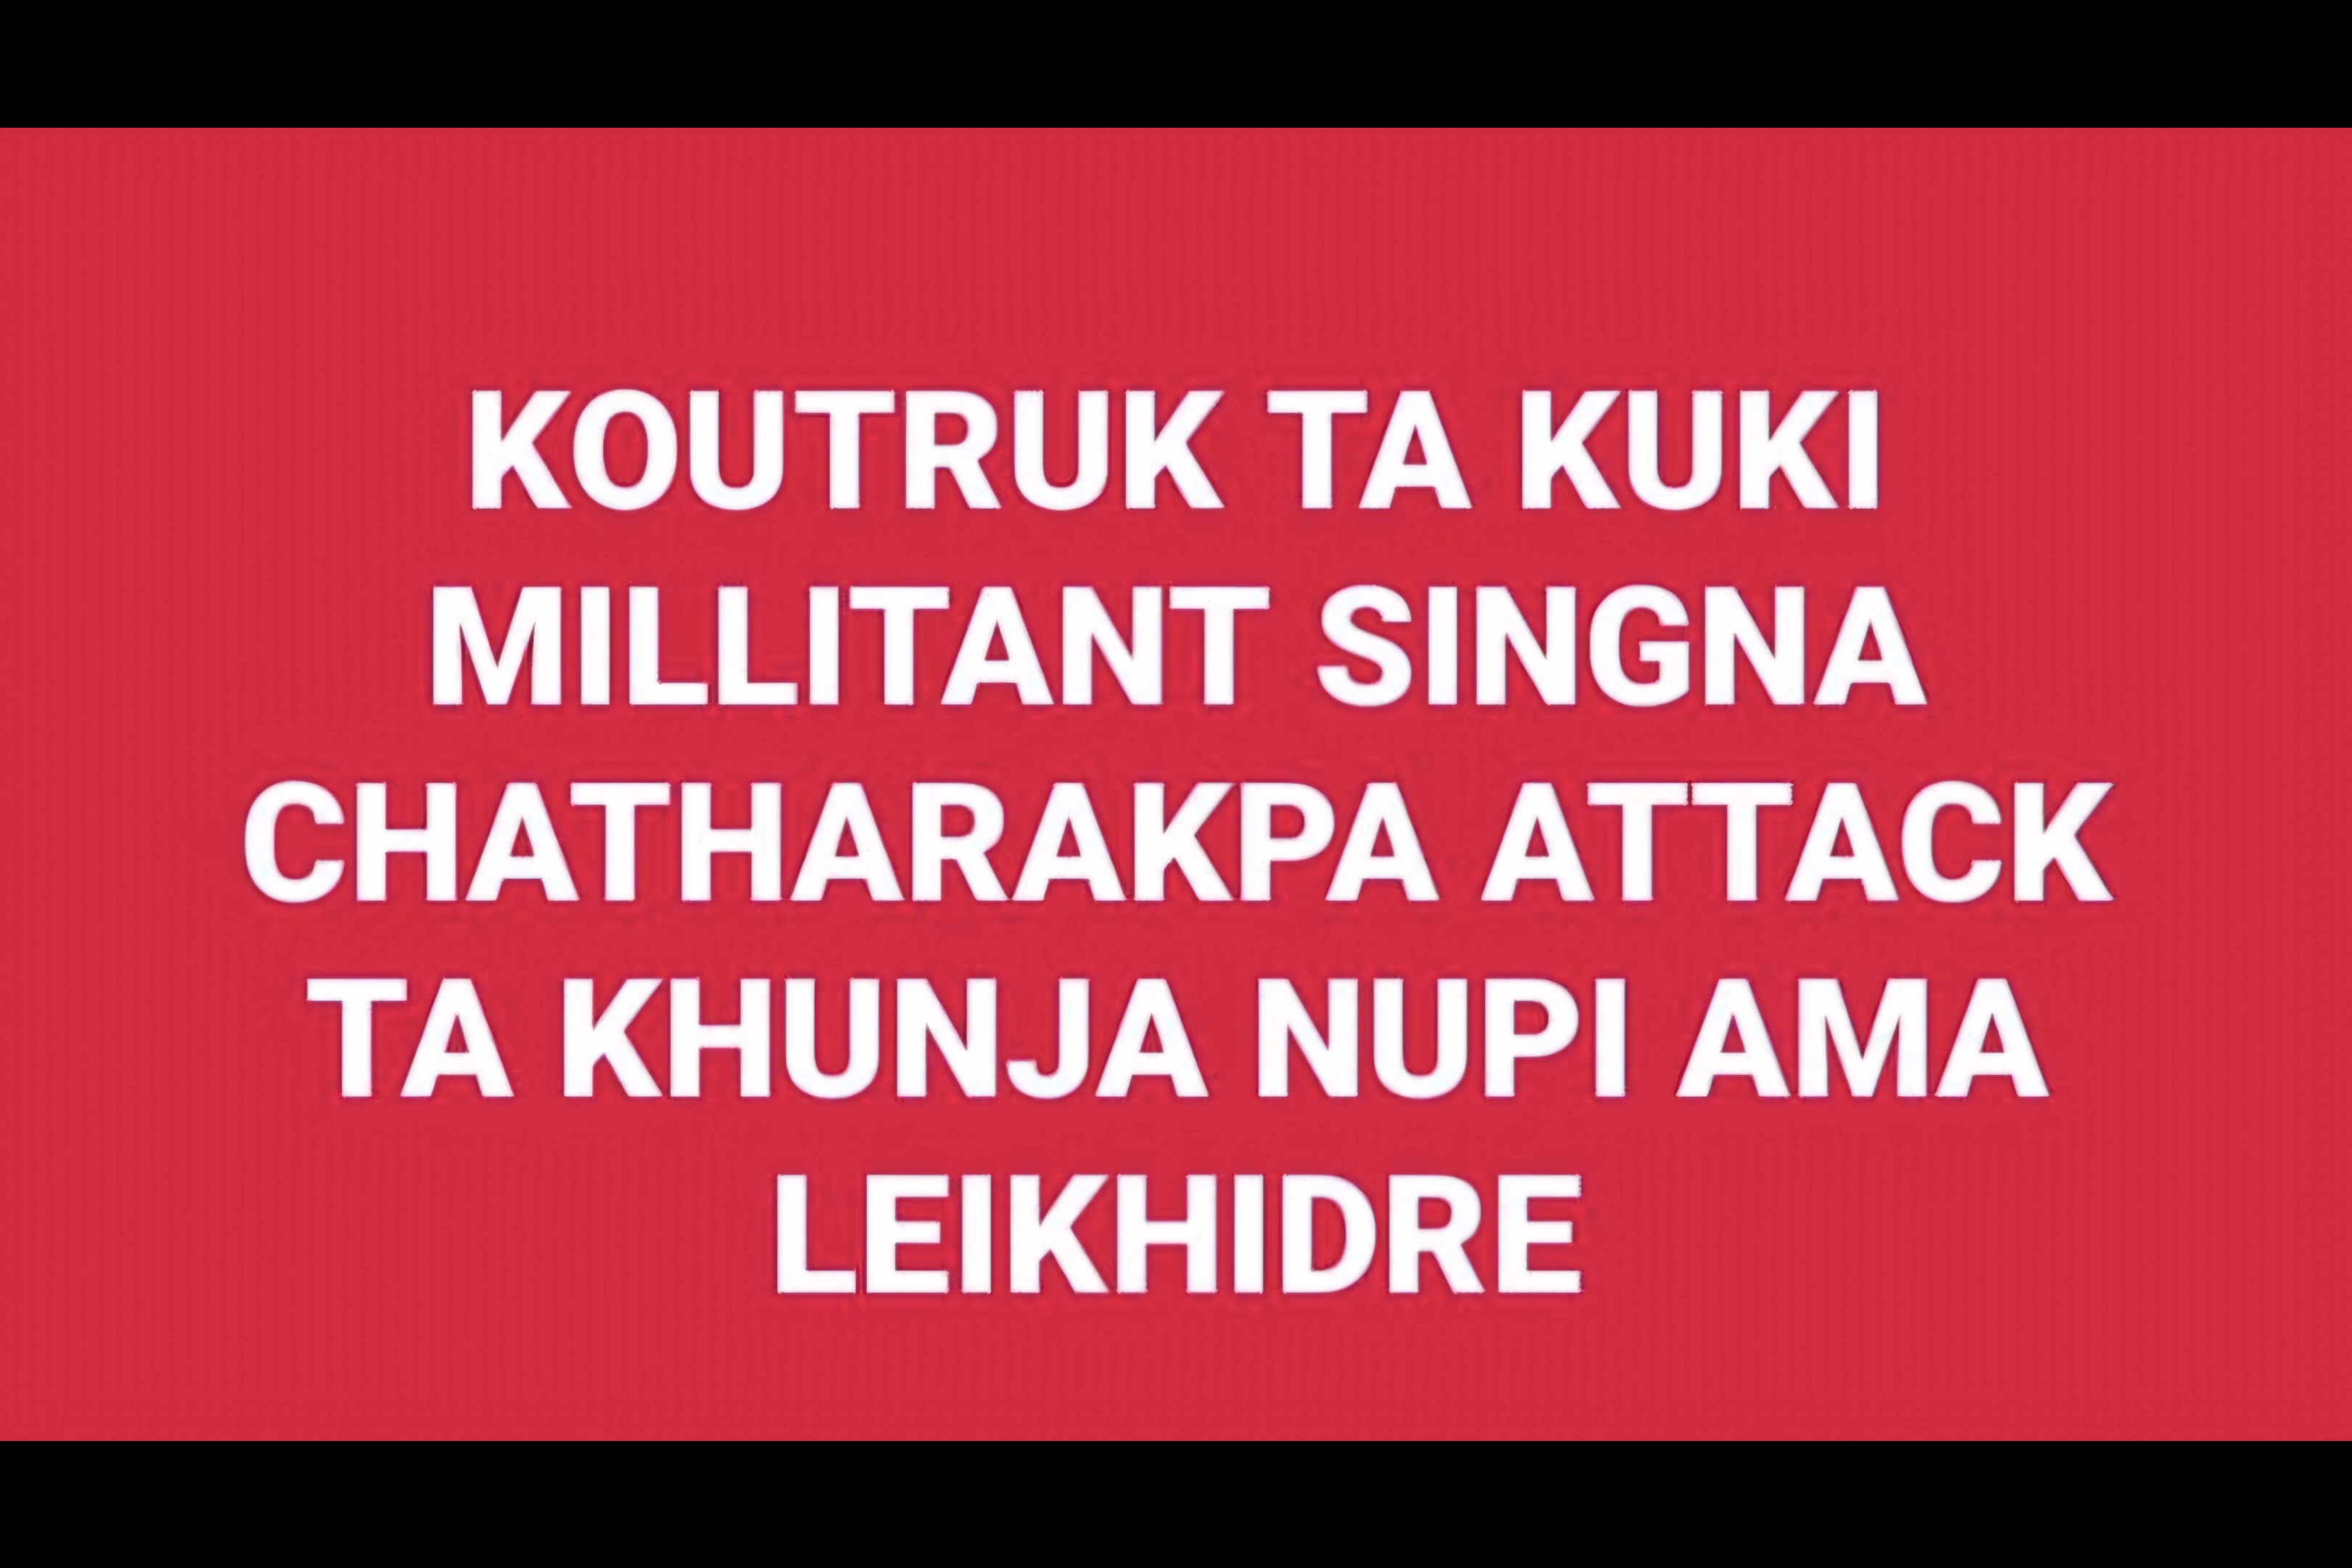 KOUTRUK TA KUKI
MILLITANT SINGNA
CHATHARAKPA ATTACK
TA KHUNJA NUPI AMA
LEIKHIDRE